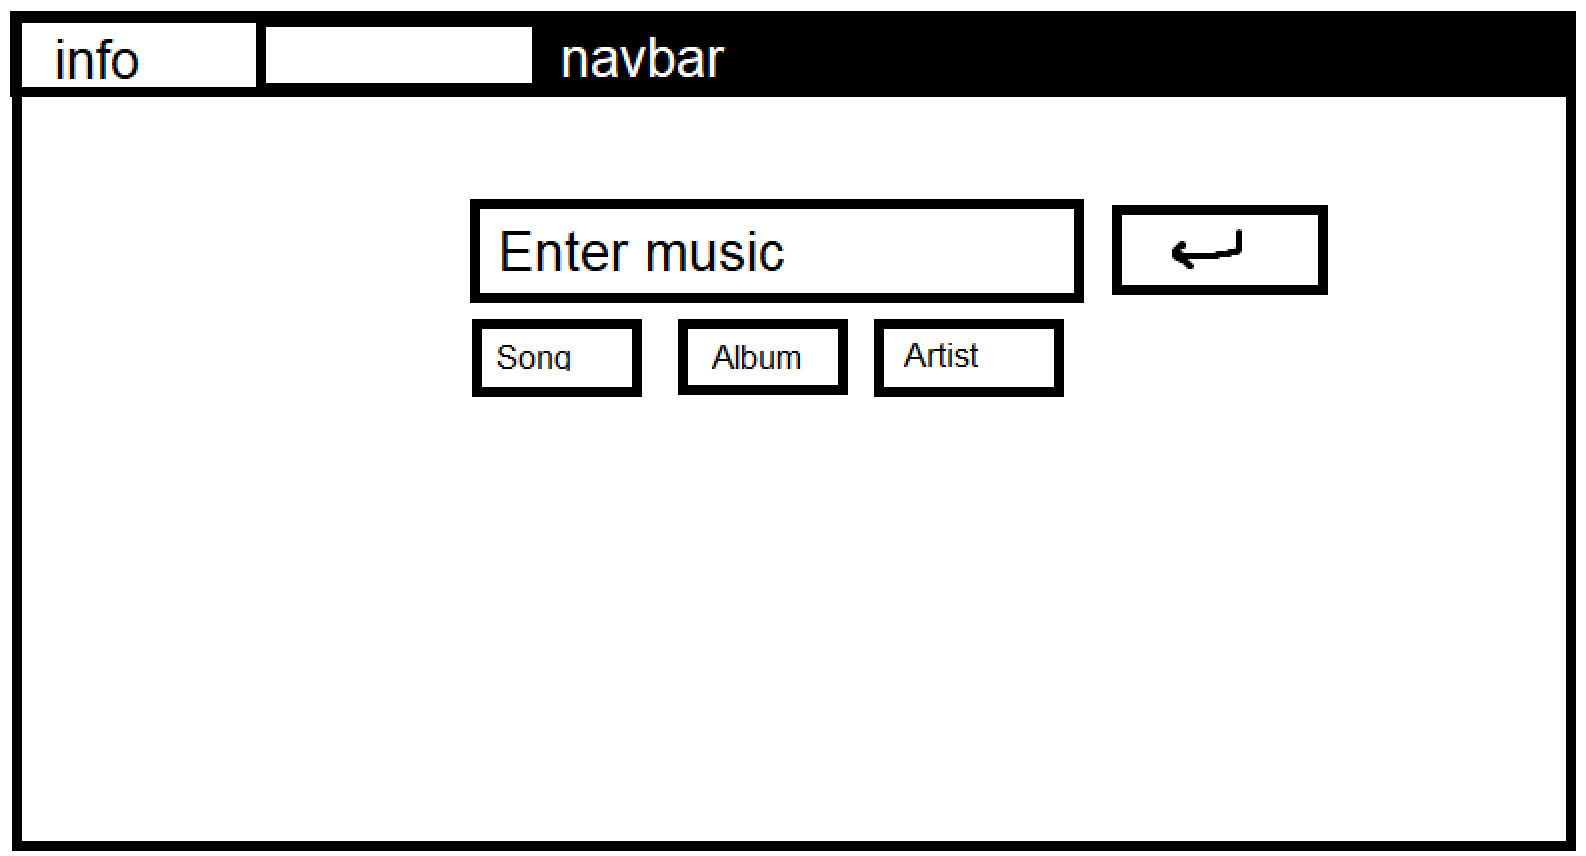 info
navbar
Enter music
Song
Album
Artist